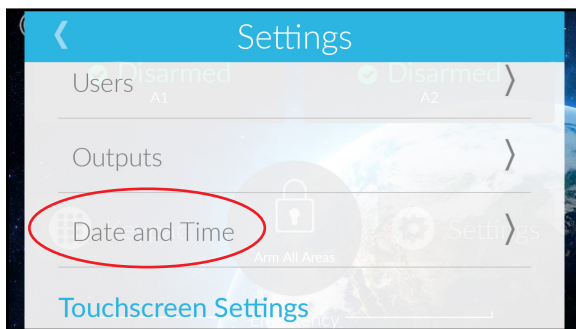 Settings
Disarmed Disarmed
Users
A1 A2
Outputs
Date and Time
Settings
Arm All Areas
Touchscreen Settings